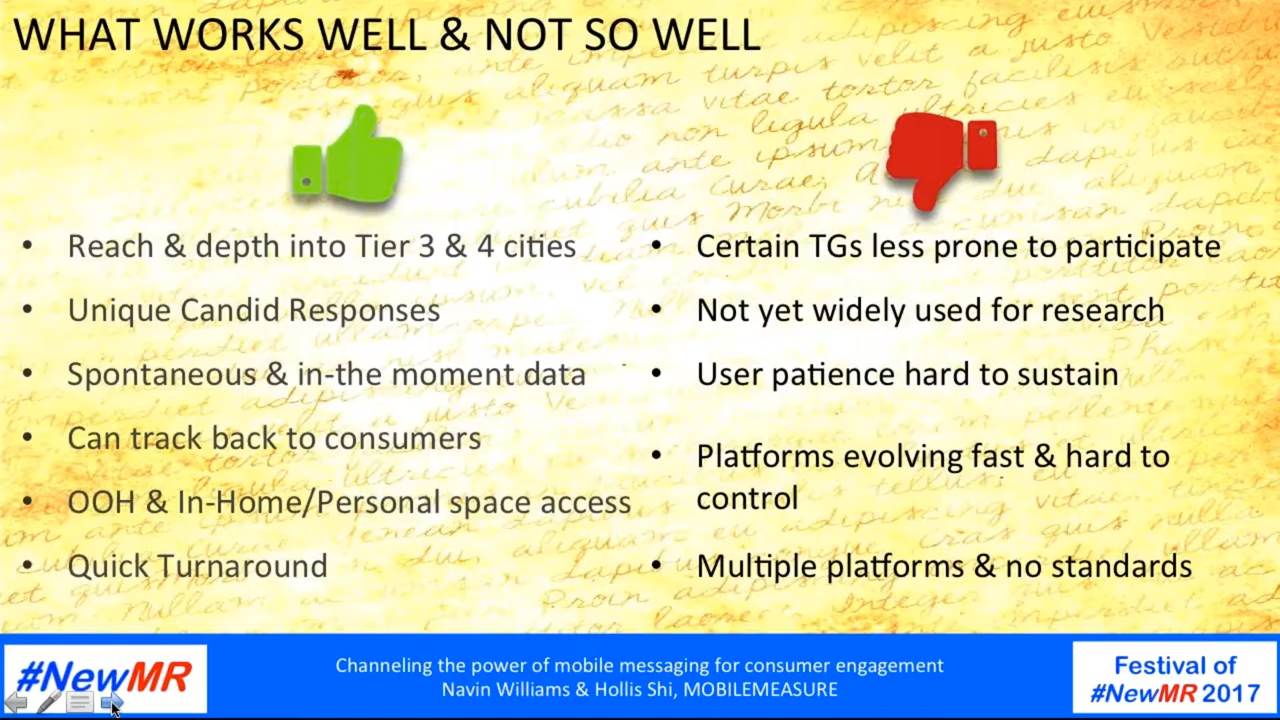 WHAT WORKS WELL & NOT SO WELL
• Reach & depth into Tier 3 & 4 cities
• Unique Candid Responses
• Spontaneous & in-the moment data
• Can track back to consumers
• OOH & In-Home/Personal space access
• Quick Turnaround
• Certain TGs less prone to participate
• Not yet widely used for research
• User patience hard to sustain
• Platforms evolving fast & hard to
control
• Multiple platforms & no standards
#NewMR
Channeling the power of mobile messaging for consumer engagement
Navin Williams & Hollis Shi, MOBILEMEASURE
Festival of
#NewMR 2017